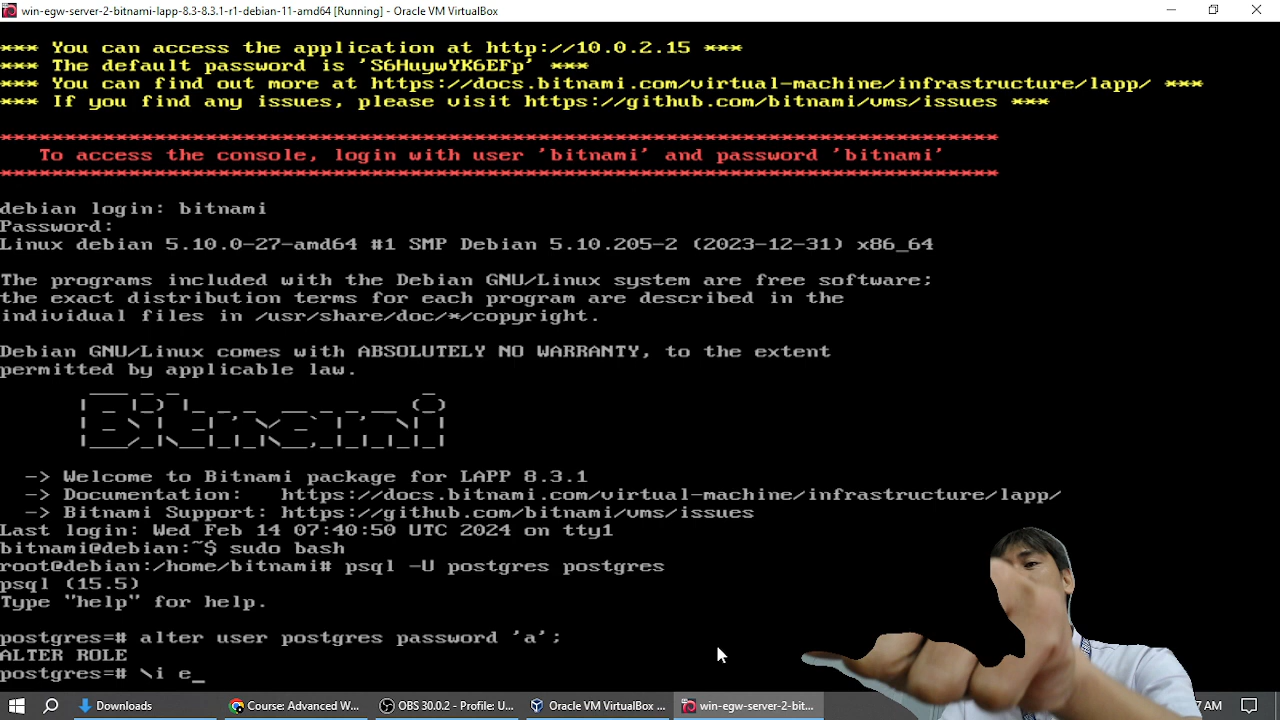 win-egw-server-2-bitnami-lapp-8.3-8.3.1-r1-debian-11-amd64 [Running] - Oracle VM VirtualBox
*** You can access the application at http://10.0.2.15 ***
*** The default password is 'S6HuywYK6EFp' ***
*** You can find out more at https://docs.bitnami.com/virtual-machine/infrastructure/lapp/ ***
*** If you find any issues, please visit https://github.com/bitnami/vms/issues ***
***************************************************************************
To access the console, login with user 'bitnami' and password 'bitnami'
***************************************************************************
debian login: bitnami
Password:
Linux debian 5.10.0-27-amd64 #1 SMP Debian 5.10.205-2 (2023-12-31) x86_64
The programs included with the Debian GNU/Linux system are free software;
the exact distribution terms for each program are described in the
individual files in /usr/share/doc/*/copyright.
Debian GNU/Linux comes with ABSOLUTELY NO WARRANTY, to the extent
permitted by applicable law.
Bitnami
-> Welcome to Bitnami package for LAPP 8.3.1
-> Documentation: https://docs.bitnami.com/virtual-machine/infrastructure/lapp/
-> Bitnami Support: https://github.com/bitnami/vms/issues
Last login: Wed Feb 14 07:40:50 UTC 2024 on tty1
bitnami@debian:~$ sudo bash
root@debian:/home/bitnami# psql -U postgres postgres
psql (15.5)
Type "help" for help.
postgres=# alter user postgres password 'a';
ALTER ROLE
postgres=# \i e_
Downloads
Course: Advanced W...
OBS 30.0.2 - Profile: U...
Oracle VM VirtualBox ...
win-egw-server-2-bit...
7 AM